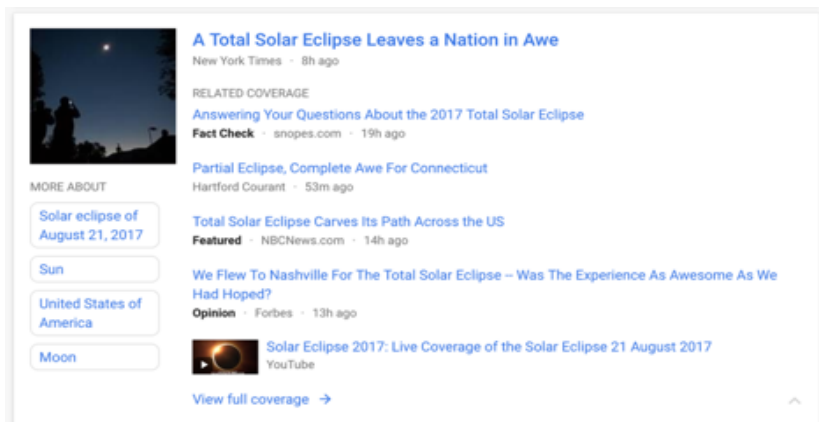 A Total Solar Eclipse Leaves a Nation in Awe
New York Times · 8h ago
RELATED COVERAGE
Answering Your Questions About the 2017 Total Solar Eclipse
Fact Check · snopes.com · 19h ago
Partial Eclipse, Complete Awe For Connecticut
Hartford Courant · 53m ago
Total Solar Eclipse Carves Its Path Across the US
Featured · NBCNews.com · 14h ago
We Flew To Nashville For The Total Solar Eclipse -- Was The Experience As Awesome As We
Had Hoped?
Opinion · Forbes · 13h ago
Solar Eclipse 2017: Live Coverage of the Solar Eclipse 21 August 2017
YouTube
View full coverage →
MORE ABOUT
Solar eclipse of
August 21, 2017
Sun
United States of
America
Moon